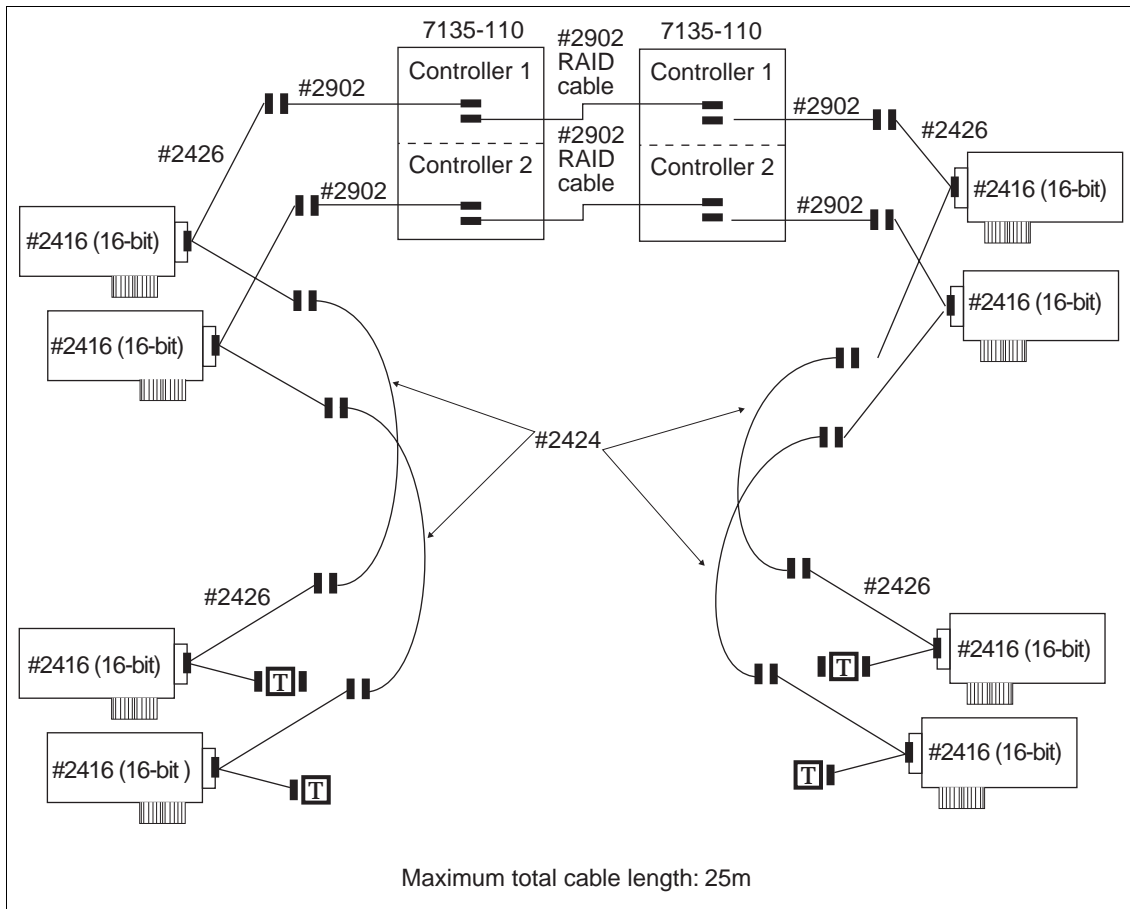 7135-110
#2902
RAID
cable
7135-110
Controller 1
Controller 1
#2902
#2902
#2426
#2426
#2902
RAID
cable
Controller 2
Controller 2
#2902
#2902
#2416 (16-bit)
#2416 (16-bit)
#2416 (16-bit)
#2416 (16-bit)
#2424
#2426
#2426
#2416 (16-bit)
T
T
#2416 (16-bit)
#2416 (16-bit )
T
T
#2416 (16-bit)
Maximum total cable length: 25m